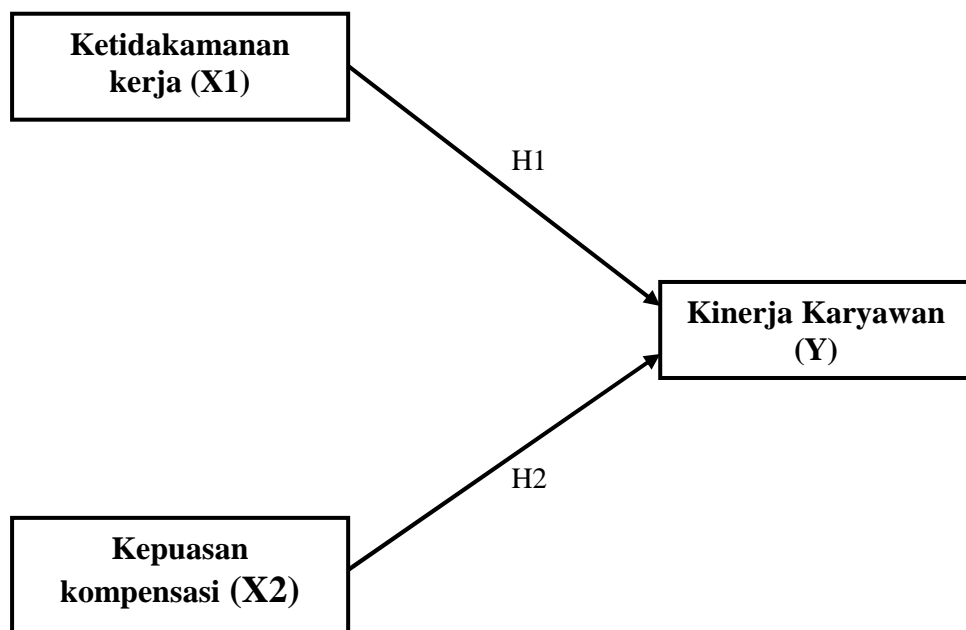 Ketidakamanan
kerja (X1)
H1
Kinerja Karyawan
(Y)
H2
Kepuasan
kompensasi (X2)